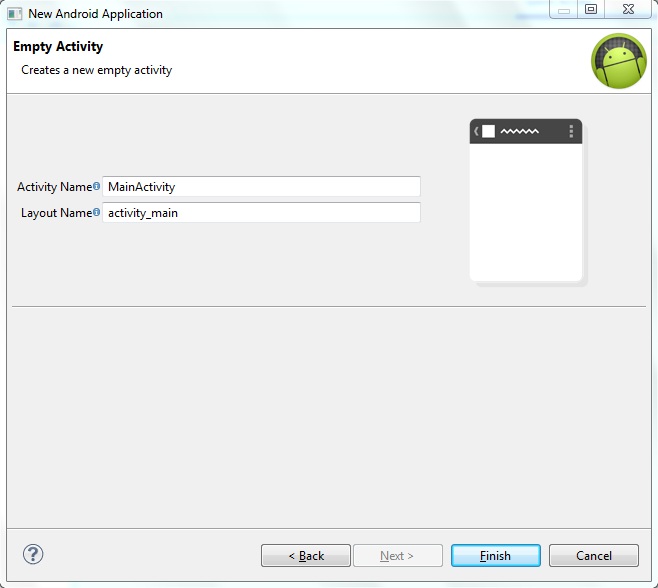 New Android Application
Empty Activity
Creates a new empty activity
Activity Name MainActivity
Layout Name activity_main
?
< Back Next > Finish Cancel